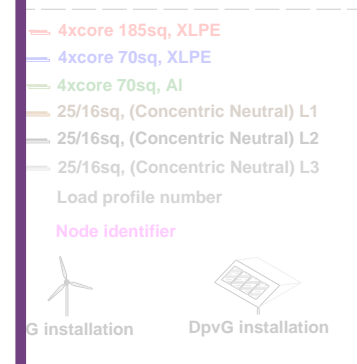 4xcore 185sq, XLPE
4xcore 70sq, XLPE
4xcore 70sq, Al
25/16sq, (Concentric Neutral) L1
25/16sq, (Concentric Neutral) L2
25/16sq, (Concentric Neutral) L3
Load profile number
Node identifier
G installation
DpvG installation